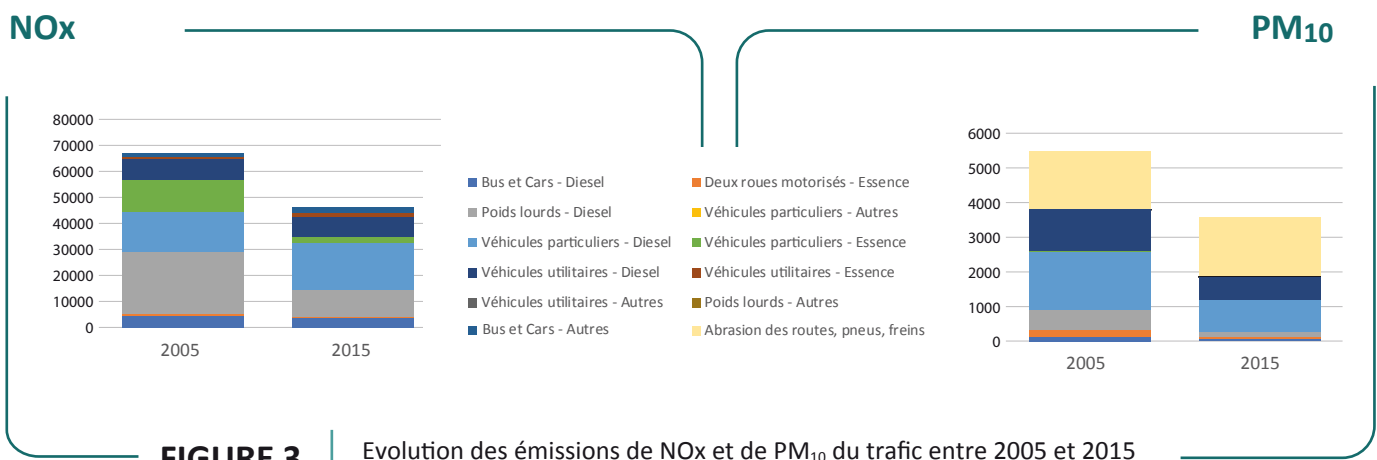 NOx
PM10
80000
70000
60000
50000
40000
30000
20000
10000
0
2005
2015
Bus et Cars - Diesel
Deux roues motorisés - Essence
Poids lourds - Diesel
Véhicules particuliers - Autres
Véhicules particuliers - Diesel
Véhicules particuliers - Essence
Véhicules utilitaires - Diesel
Véhicules utilitaires - Essence
Véhicules utilitaires - Autres
Poids lourds - Autres
Bus et Cars - Autres
Abrasion des routes, pneus, freins
6000
5000
4000
3000
2000
1000
0
2005
2015
FIGURE 3
Evolution des émissions de NOx et de PM10 du trafic entre 2005 et 2015